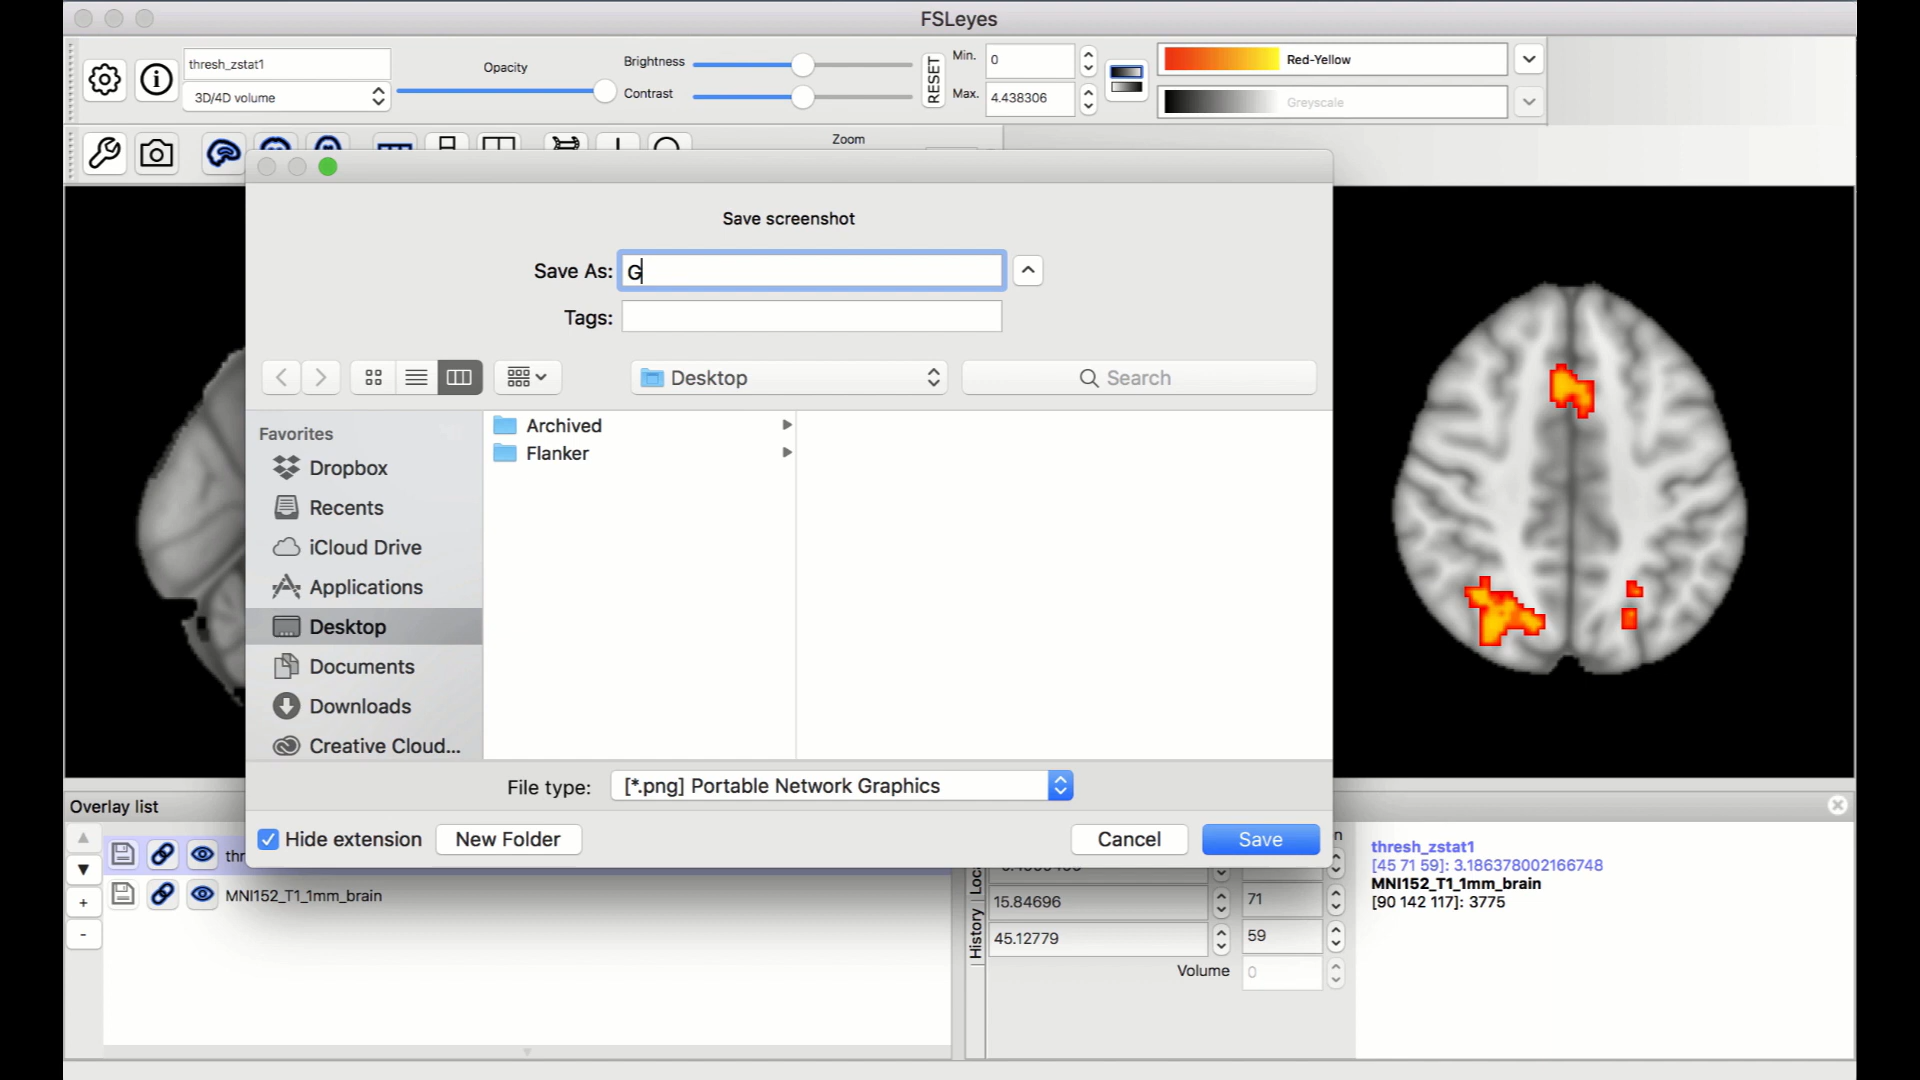 FSLeyes
thresh_zstat1
3D/4D volume
Opacity
Brightness
Contrast
RESET
Min.
0
Max.
4.438306
Red-Yellow
Greyscale
Zoom
Save screenshot
Save As: G
Tags:
Desktop
Search
Favorites
Dropbox
Recents
iCloud Drive
Applications
Desktop
Documents
Downloads
Creative Cloud...
Archived
Flanker
File type: [*.png] Portable Network Graphics
Hide extension
New Folder
Cancel
Save
Overlay list
MNI152_T1_1mm_brain
History
15.84696
71
45.12779
59
Volume
0
thresh_zstat1
[45 71 59]: 3.186378002166748
MNI152_T1_1mm_brain
[90 142 117]: 3775